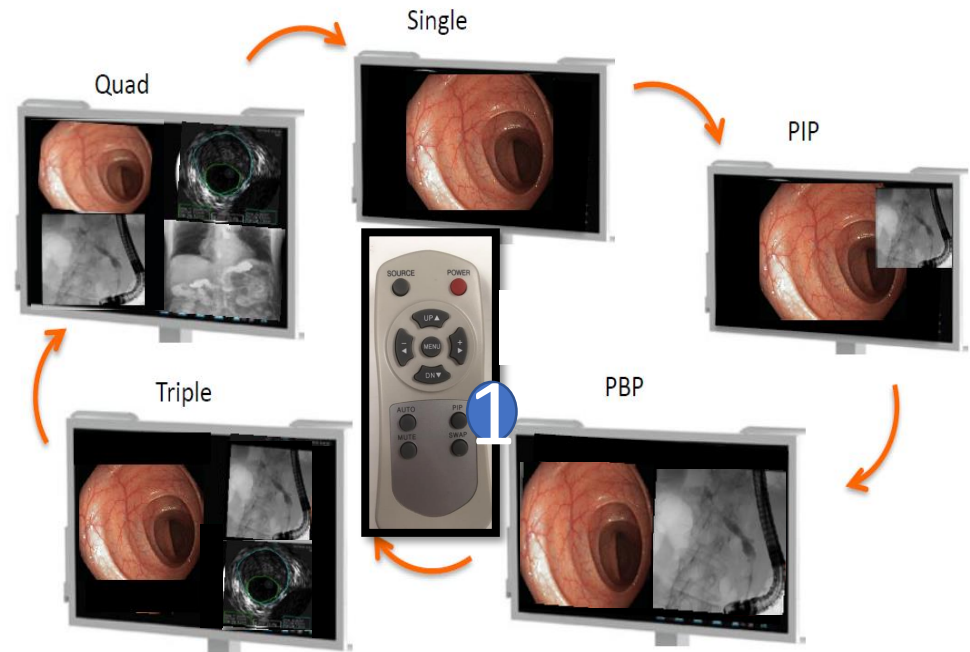 Single
Quad
PIP
SOURCE POWER
UP▲
− ◄ MENU + ►
DN▼
Triple
PBP
AUTO PIP
1
MUTE SWAP